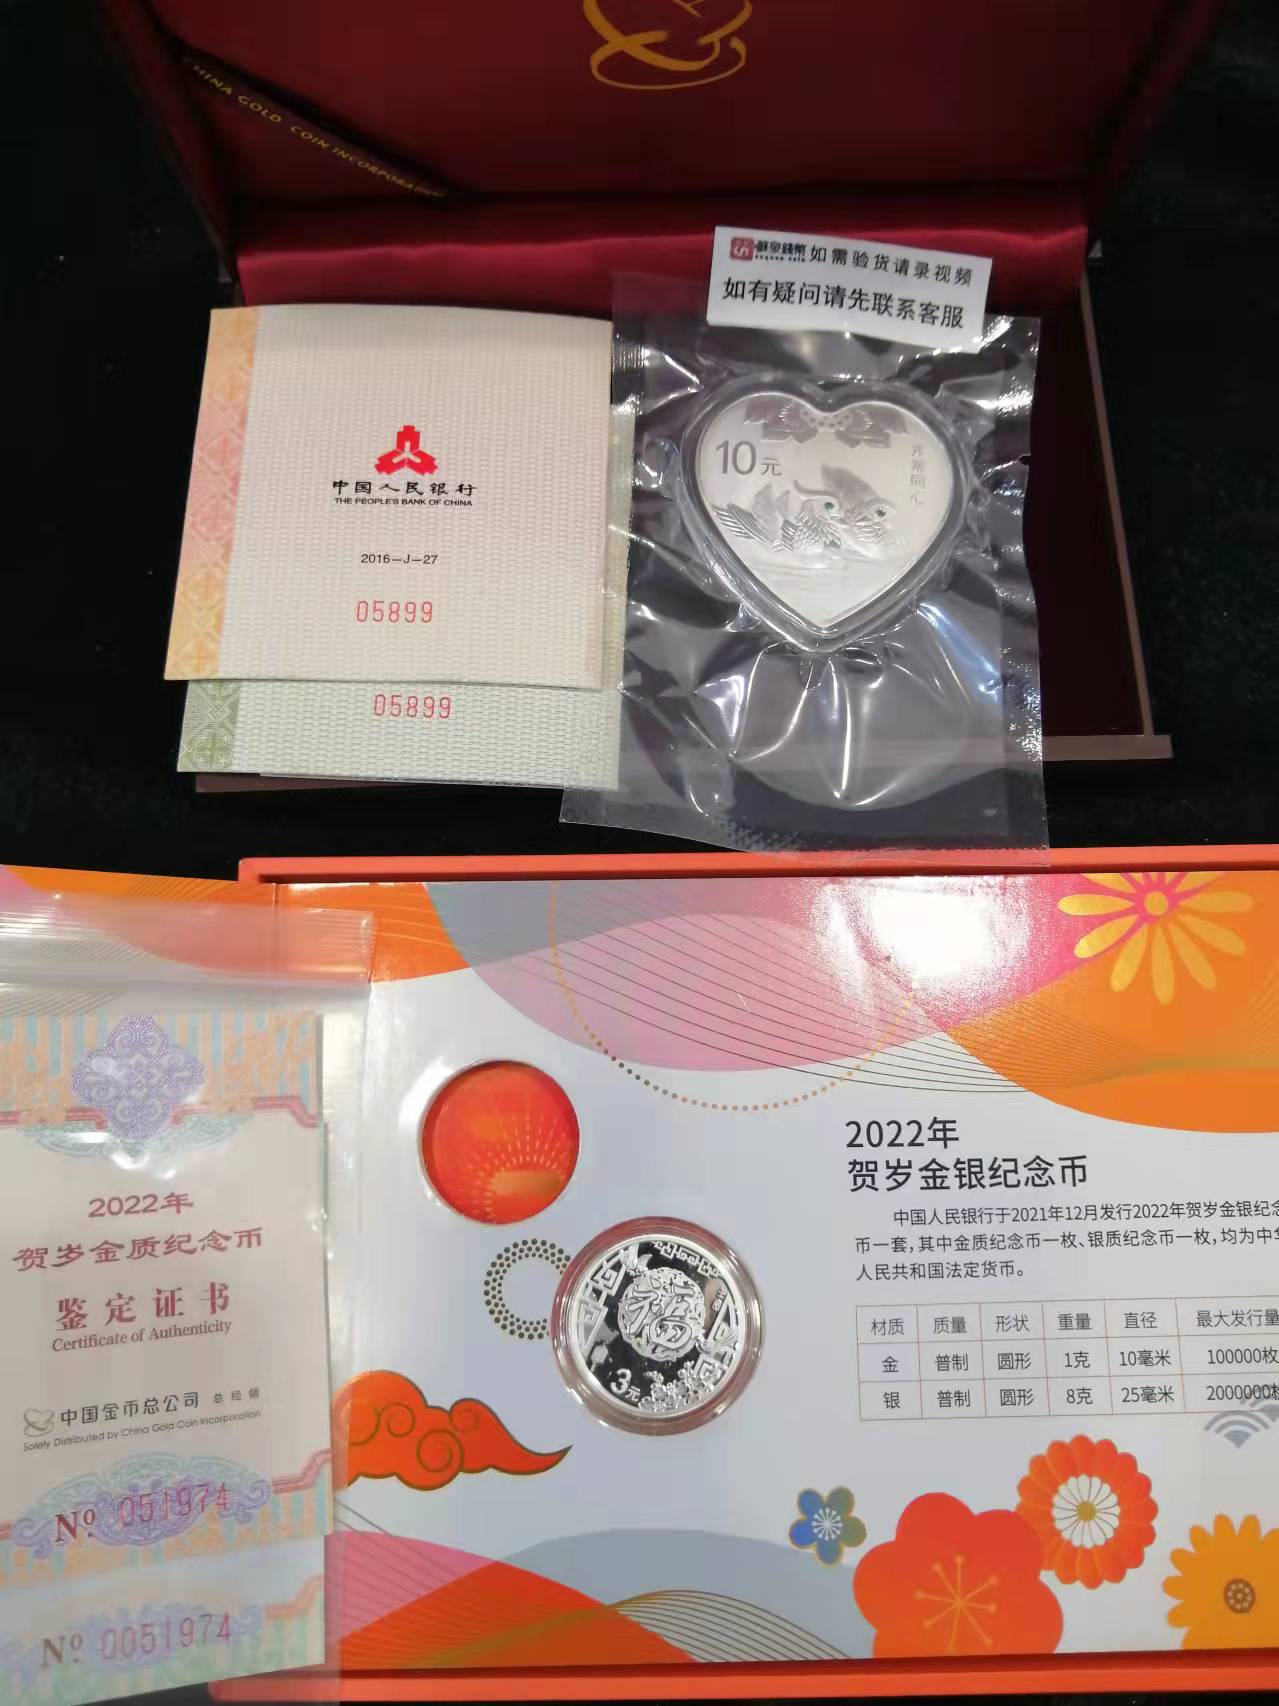 CHINA GOLD COIN INCORPORATION
蘇泉錢幣 如需验货请录视频
如有疑问请先联系客服
中国人民银行
THE PEOPLE'S BANK OF CHINA
2016-J-27
05899
05899
10元
并蒂同心
2022年
贺岁金质纪念币
鉴定证书
Certificate of Authenticity
中国金币总公司 总经销
Solely Distributed by China Gold Coin Incorporation
Nº 051974
Nº 0051974
福
3元
2022年
贺岁金银纪念币
中国人民银行于2021年12月发行2022年贺岁金银纪念
币一套,其中金质纪念币一枚、银质纪念币一枚,均为中华
人民共和国法定货币。
材质 质量 形状 重量 直径 最大发行量
金 普制 圆形 1克 10毫米 100000枚
银 普制 圆形 8克 25毫米 2000000枚